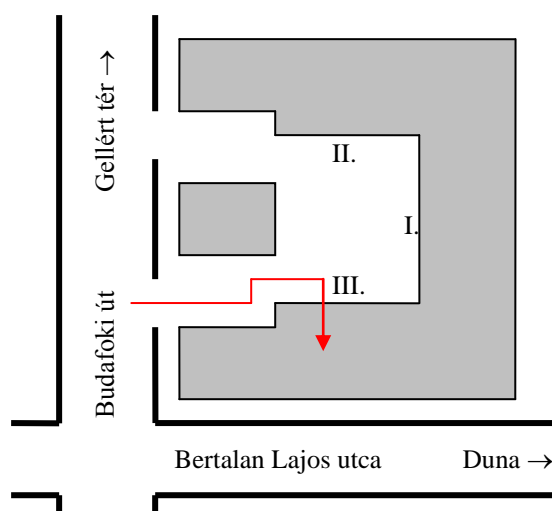 Gellért tér →
II.
I.
III.
Budafoki út
Bertalan Lajos utca
Duna →